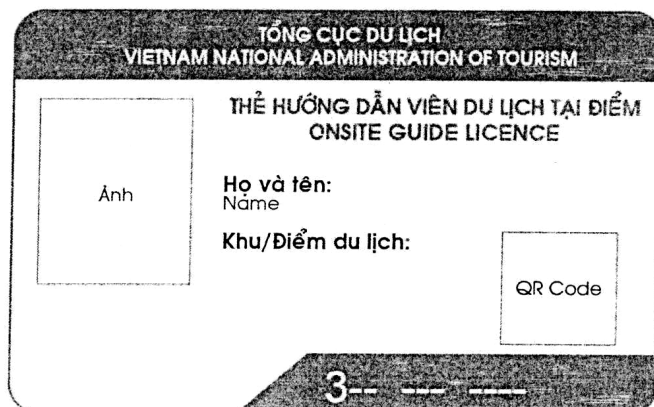 TỔNG CỤC DU LỊCH
VIETNAM NATIONAL ADMINISTRATION OF TOURISM
THẺ HƯỚNG DẪN VIÊN DU LỊCH TẠI ĐIỂM
ONSITE GUIDE LICENCE
Ảnh
Họ và tên:
Name
Khu/Điểm du lịch:
QR Code
3-- --- ----